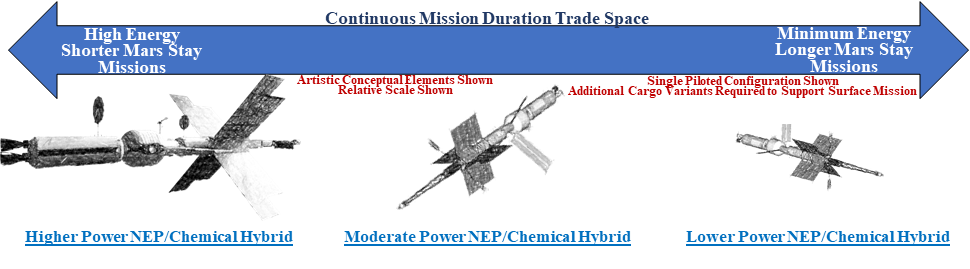 Continuous Mission Duration Trade Space
High Energy
Shorter Mars Stay
Missions
Minimum Energy
Longer Mars Stay
Missions
Artistic Conceptual Elements Shown
Relative Scale Shown
Single Piloted Configuration Shown
Additional Cargo Variants Required to Support Surface Mission
Higher Power NEP/Chemical Hybrid
Moderate Power NEP/Chemical Hybrid
Lower Power NEP/Chemical Hybrid